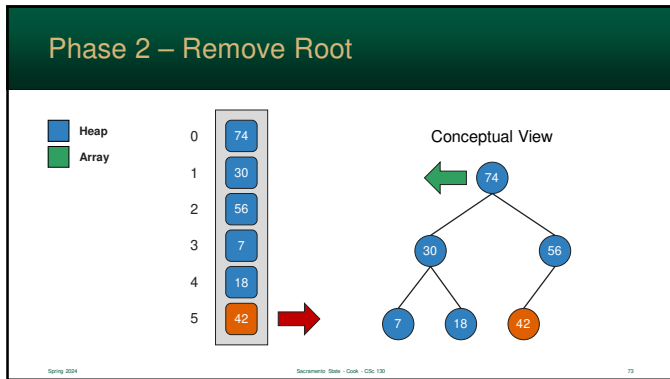 Phase 2 – Remove Root
Heap
Array
0 74
1 30
2 56
3 7
4 18
5 42
Conceptual View
74
30 56
7 18 42
Spring 2024 Sacramento State - Cook - CSc 130 73